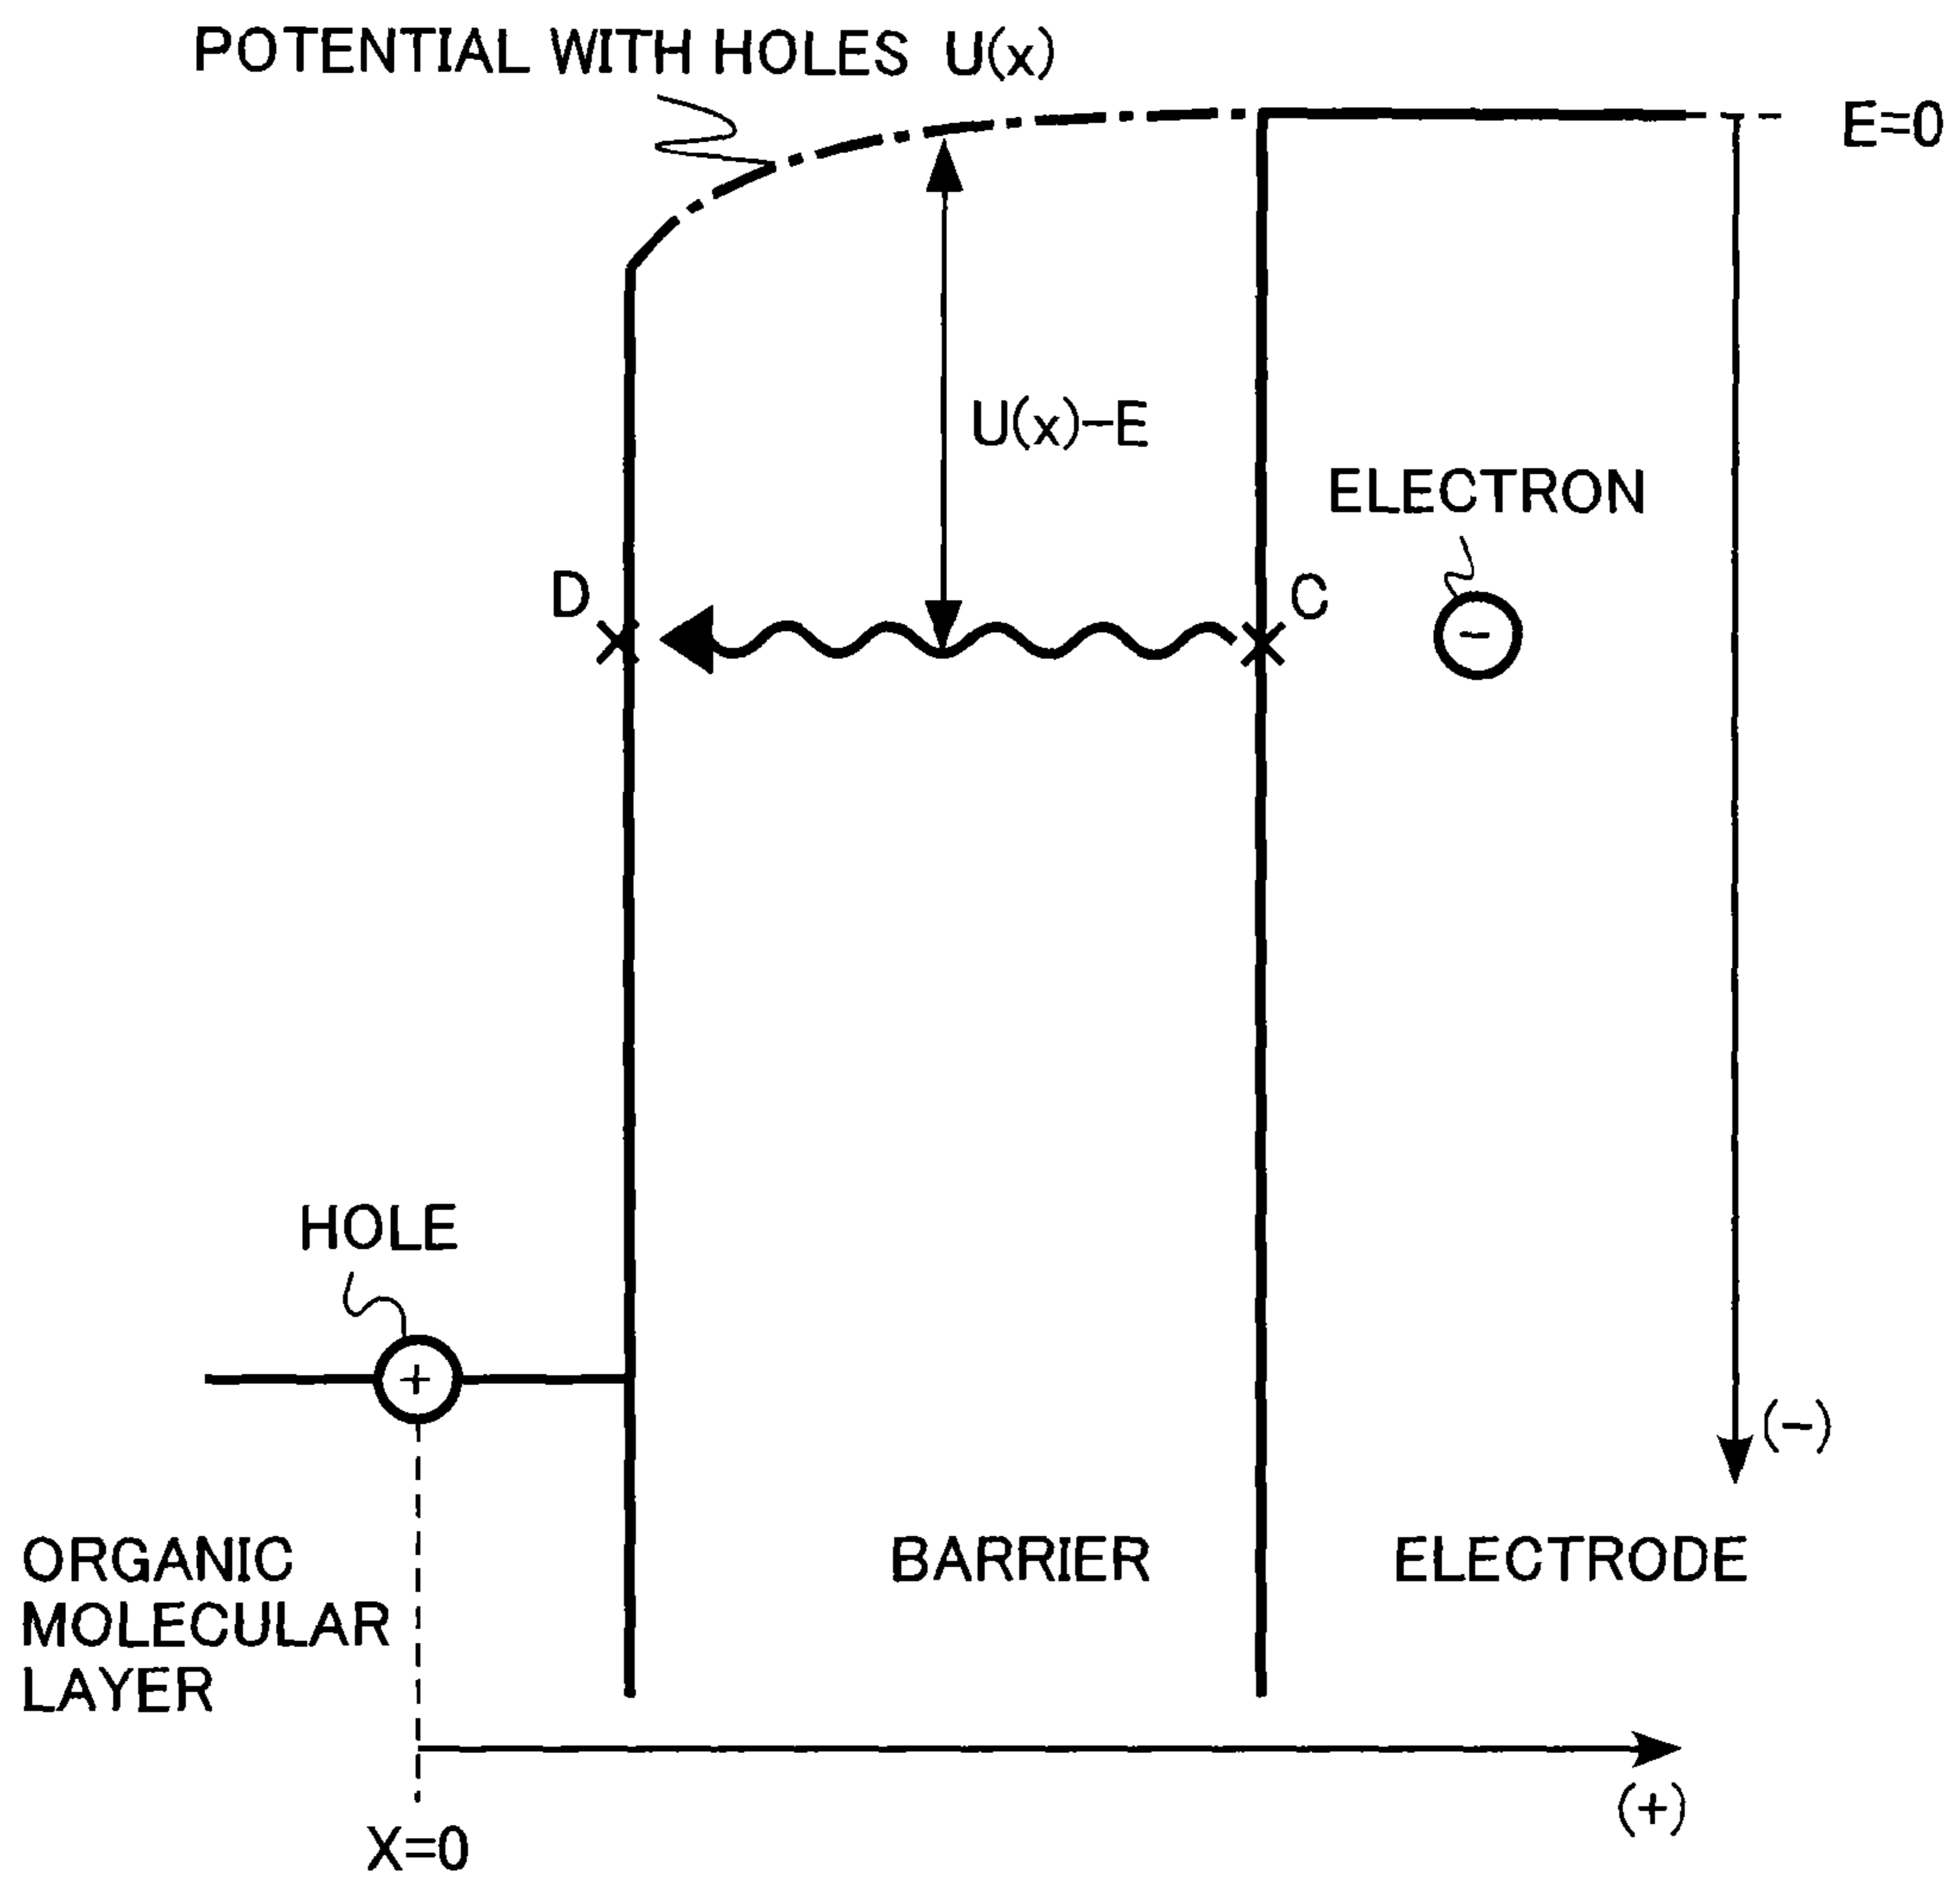 POTENTIAL WITH HOLES U(x)
E=0
U(x)−E
ELECTRON
−
D
C
HOLE
+
(−)
ORGANIC
MOLECULAR
LAYER
BARRIER
ELECTRODE
(+)
X=0